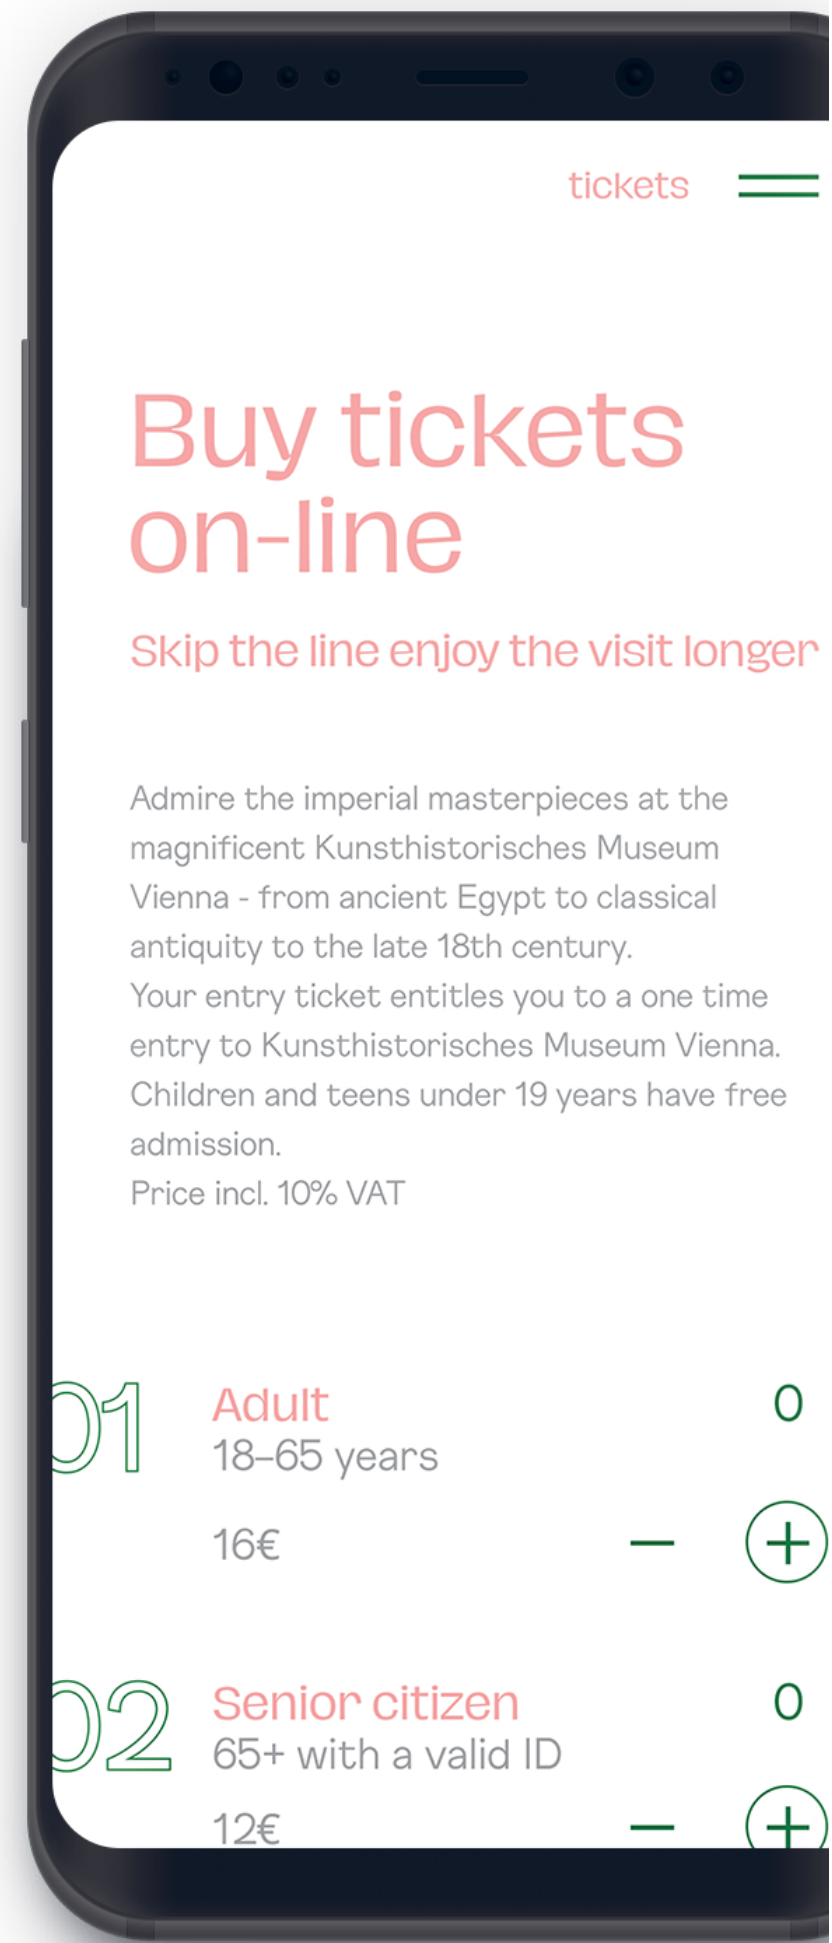 tickets
Buy tickets
on-line
Skip the line enjoy the visit longer
Admire the imperial masterpieces at the
magnificent Kunsthistorisches Museum
Vienna - from ancient Egypt to classical
antiquity to the late 18th century.
Your entry ticket entitles you to a one time
entry to Kunsthistorisches Museum Vienna.
Children and teens under 19 years have free
admission.
Price incl. 10% VAT
01 Adult 0
18–65 years
16€ − +
02 Senior citizen 0
65+ with a valid ID
12€ − +